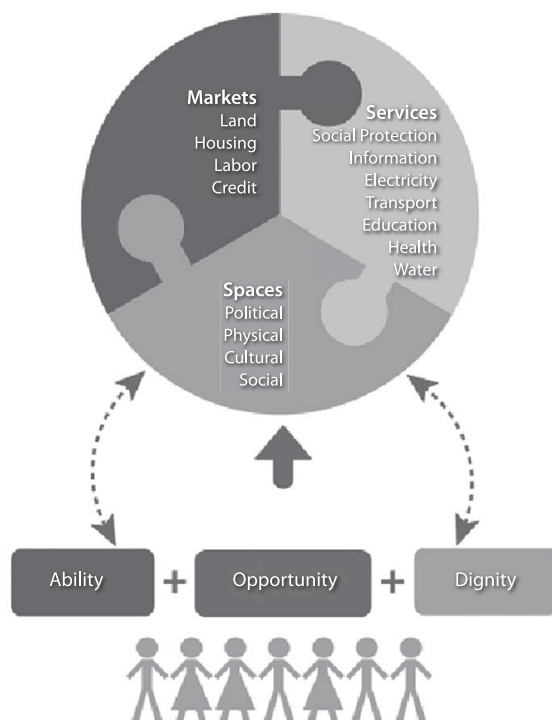 Markets
Land
Housing
Labor
Credit
Services
Social Protection
Information
Electricity
Transport
Education
Health
Water
Spaces
Political
Physical
Cultural
Social
Ability + Opportunity + Dignity